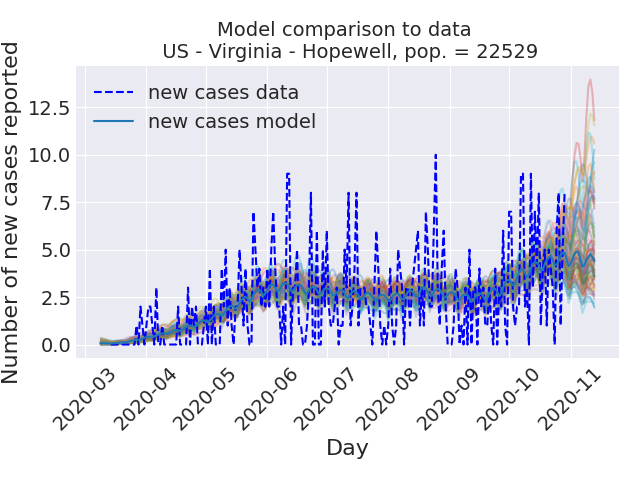 Model comparison to data
US - Virginia - Hopewell, pop. = 22529
Number of new cases reported
12.5
10.0
7.5
5.0
2.5
0.0
new cases data
new cases model
2020-03
2020-04
2020-05
2020-06
2020-07
2020-08
2020-09
2020-10
2020-11
Day